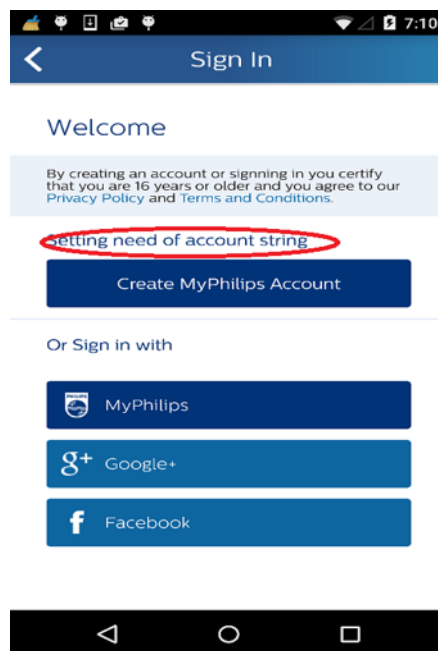 7:10
Sign In
Welcome
By creating an account or signning in you certify
that you are 16 years or older and you agree to our
Privacy Policy and Terms and Conditions.
Setting need of account string
Create MyPhilips Account
Or Sign in with
PHILIPS
MyPhilips
g+ Google+
f Facebook